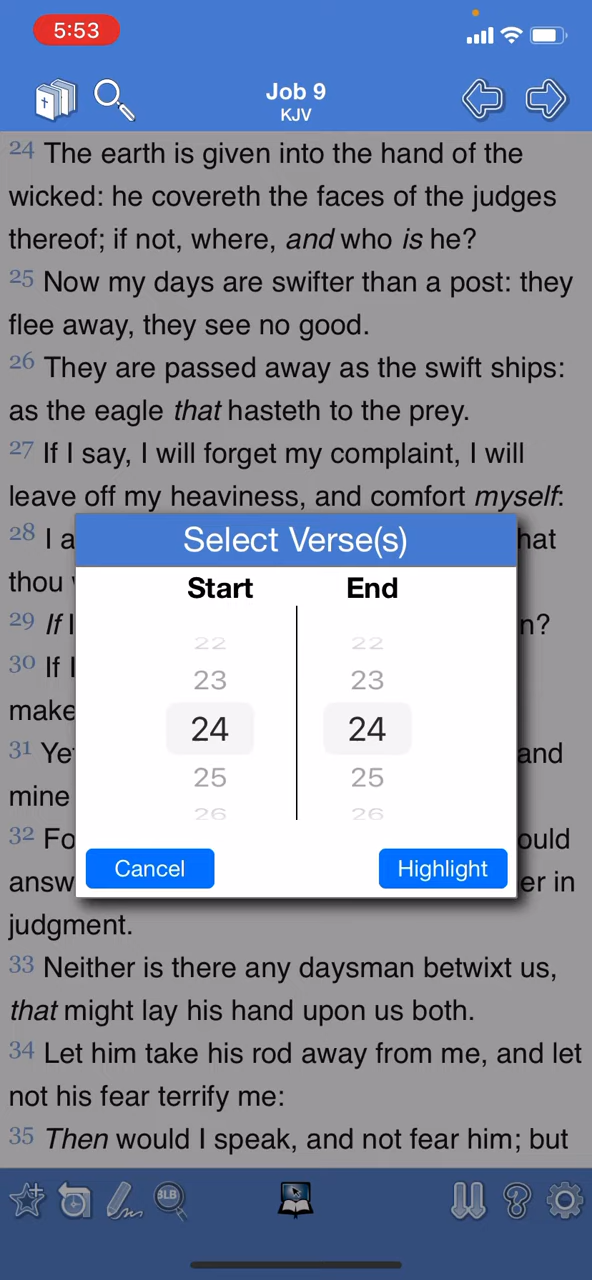 5:53
Job 9
KJV
24 The earth is given into the hand of the
wicked: he covereth the faces of the judges
thereof; if not, where, and who is he?
25 Now my days are swifter than a post: they
flee away, they see no good.
26 They are passed away as the swift ships:
as the eagle that hasteth to the prey.
27 If I say, I will forget my complaint, I will
leave off my heaviness, and comfort myself:
28 I
thou
29 If I
30 If I
make
31
and
mine
32
answ
er in
judgment.
Select Verse(s)
Start End
22 22
23 23
24 24
25 25
26 26
Cancel Highlight
33 Neither is there any daysman betwixt us,
that might lay his hand upon us both.
34 Let him take his rod away from me, and let
not his fear terrify me:
35 Then would I speak, and not fear him; but
BLB